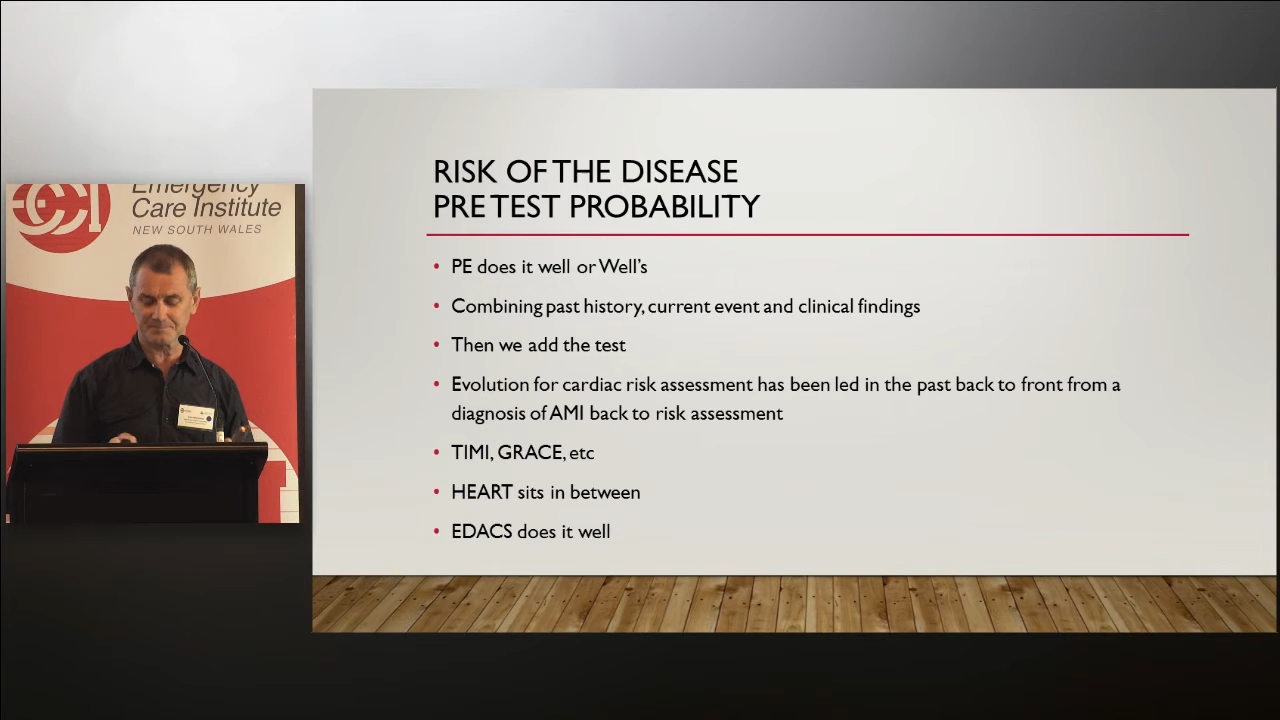 Emergency
Care Institute
NEW SOUTH WALES
ECI
RISK OF THE DISEASE
PRE TEST PROBABILITY
• PE does it well or Well's
• Combining past history, current event and clinical findings
• Then we add the test
• Evolution for cardiac risk assessment has been led in the past back to front from a
diagnosis of AMI back to risk assessment
• TIMI, GRACE, etc
• HEART sits in between
• EDACS does it well